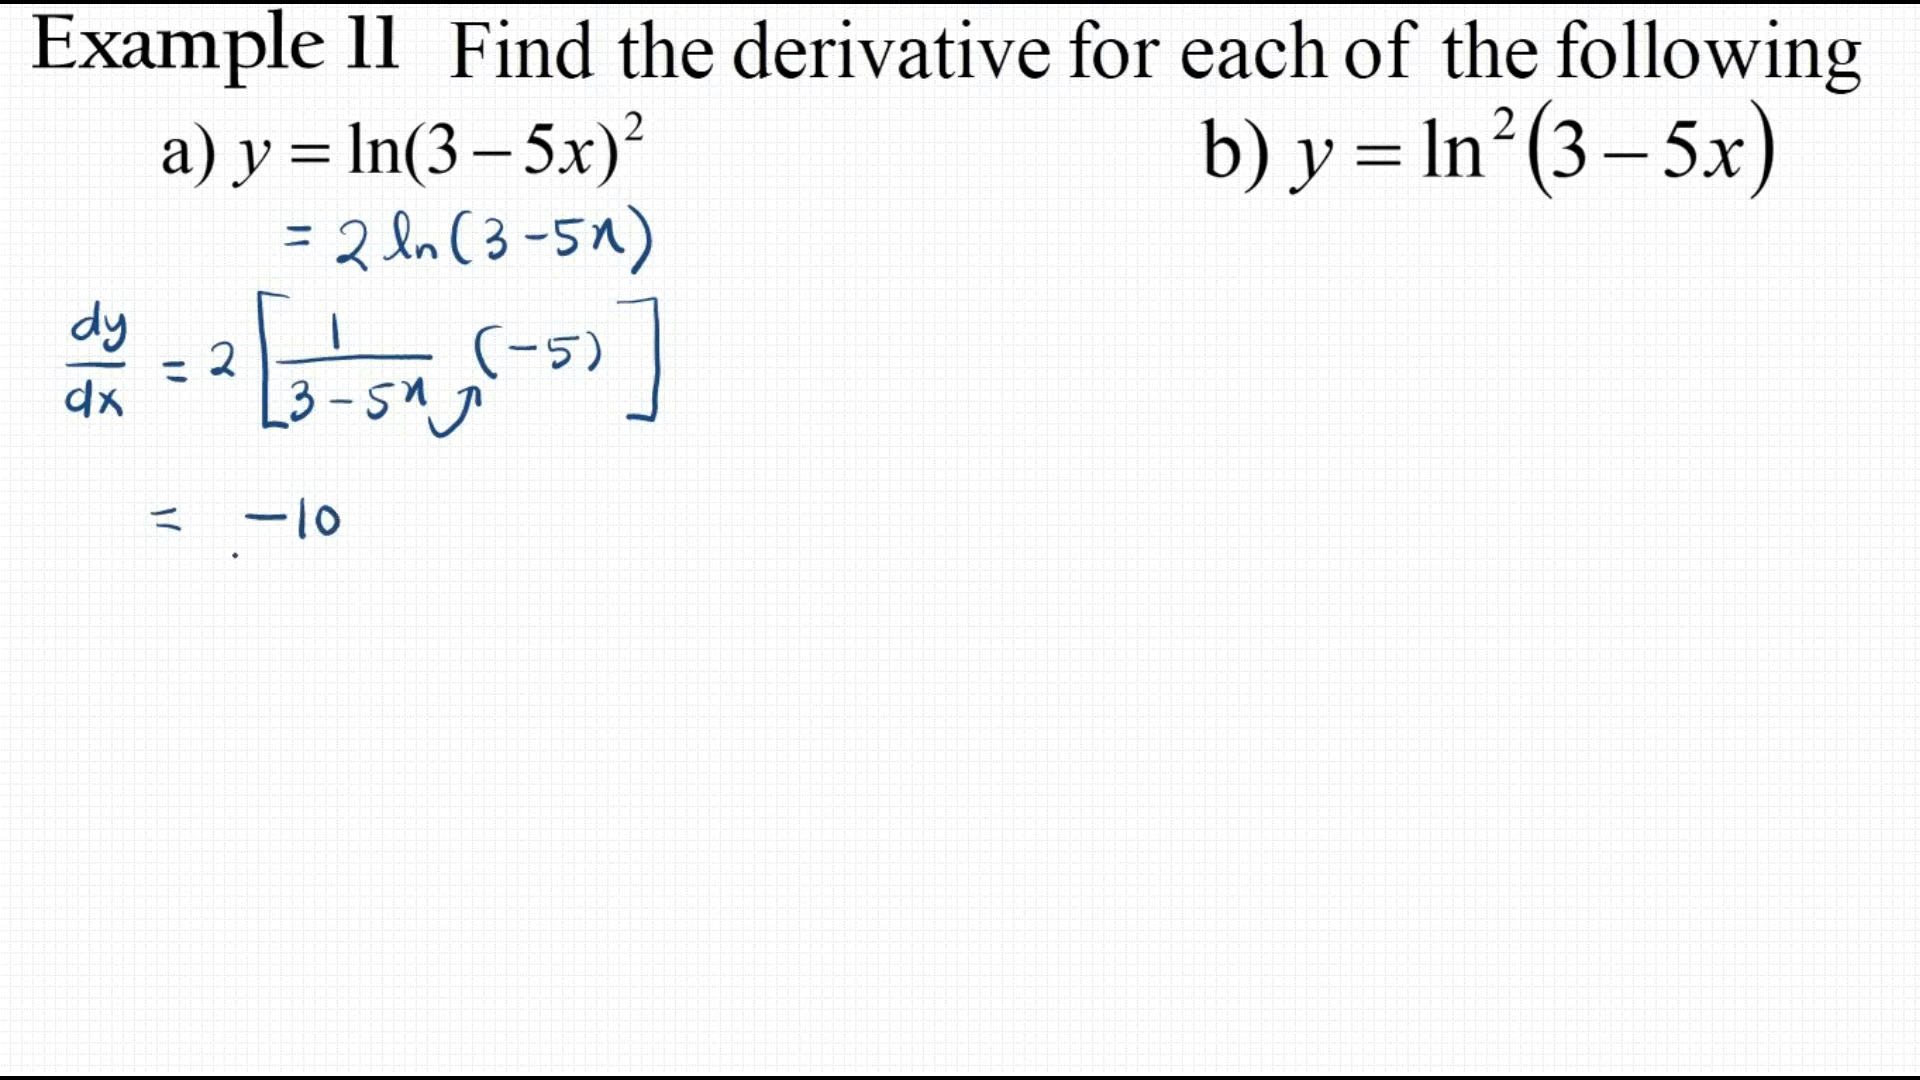 Example 11 Find the derivative for each of the following
a) y = ln(3 – 5x)²
b) y = ln²(3 – 5x)
= 2 ln(3 - 5x)
dy/dx = 2 [ 1/(3 - 5x) (-5) ]
= -10